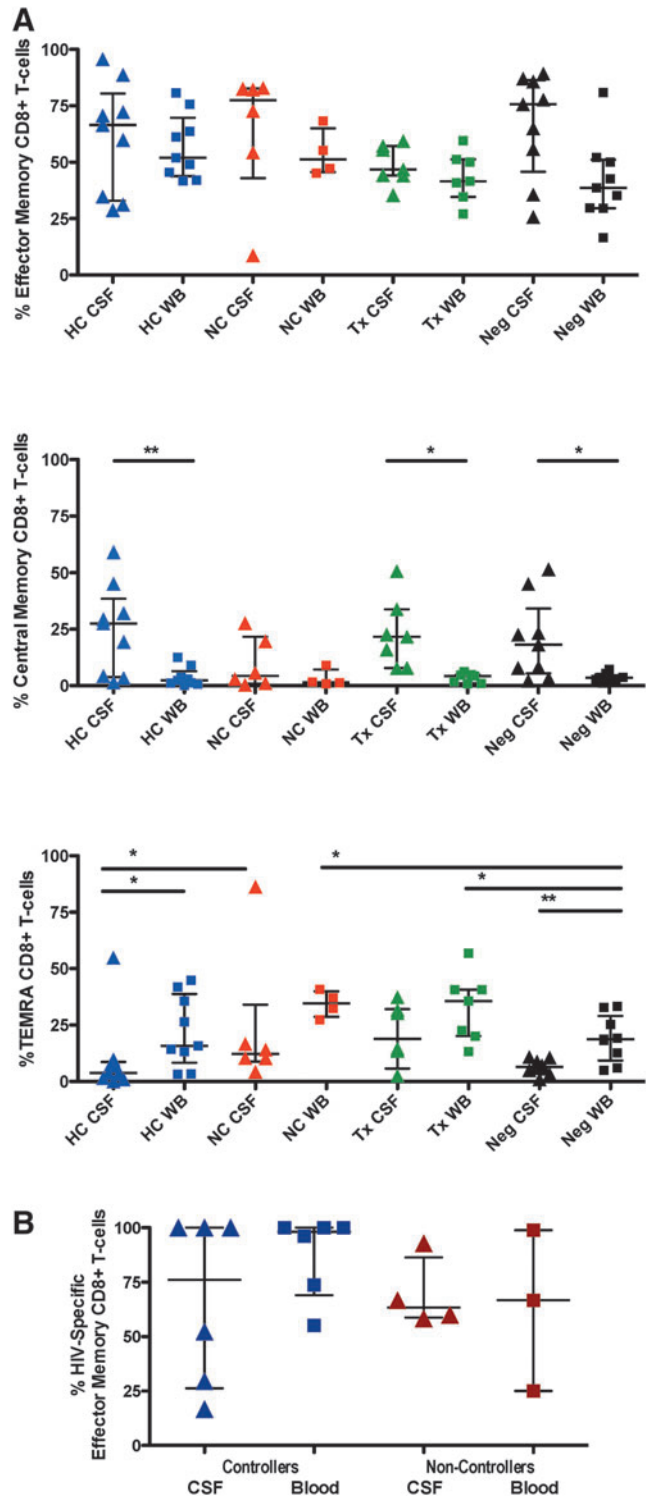 A
% Effector Memory CD8+ T-cells
100
75
50
25
0
HC CSF
HC WB
NC CSF
NC WB
Tx CSF
Tx WB
Neg CSF
Neg WB
% Central Memory CD8+ T-cells
100
75
50
25
0
**
*
*
HC CSF
HC WB
NC CSF
NC WB
Tx CSF
Tx WB
Neg CSF
Neg WB
%TEMRA CD8+ T-cells
100
75
50
25
0
*
*
*
*
**
HC CSF
HC WB
NC CSF
NC WB
Tx CSF
Tx WB
Neg CSF
Neg WB
B
% HIV-Specific
Effector Memory CD8+ T-cells
100
75
50
25
0
Controllers
Non-Controllers
CSF
Blood
CSF
Blood